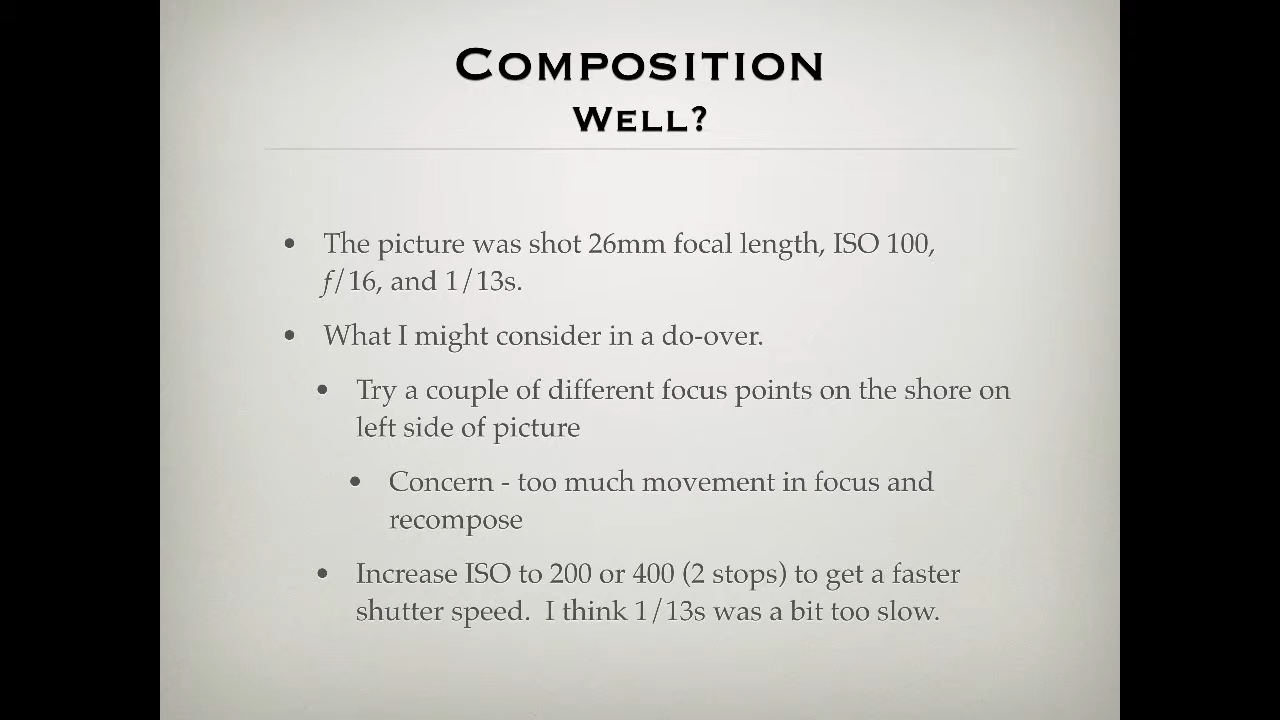 COMPOSITION
WELL?
• The picture was shot 26mm focal length, ISO 100,
f/16, and 1/13s.
• What I might consider in a do-over.
• Try a couple of different focus points on the shore on
left side of picture
• Concern - too much movement in focus and
recompose
• Increase ISO to 200 or 400 (2 stops) to get a faster
shutter speed.  I think 1/13s was a bit too slow.